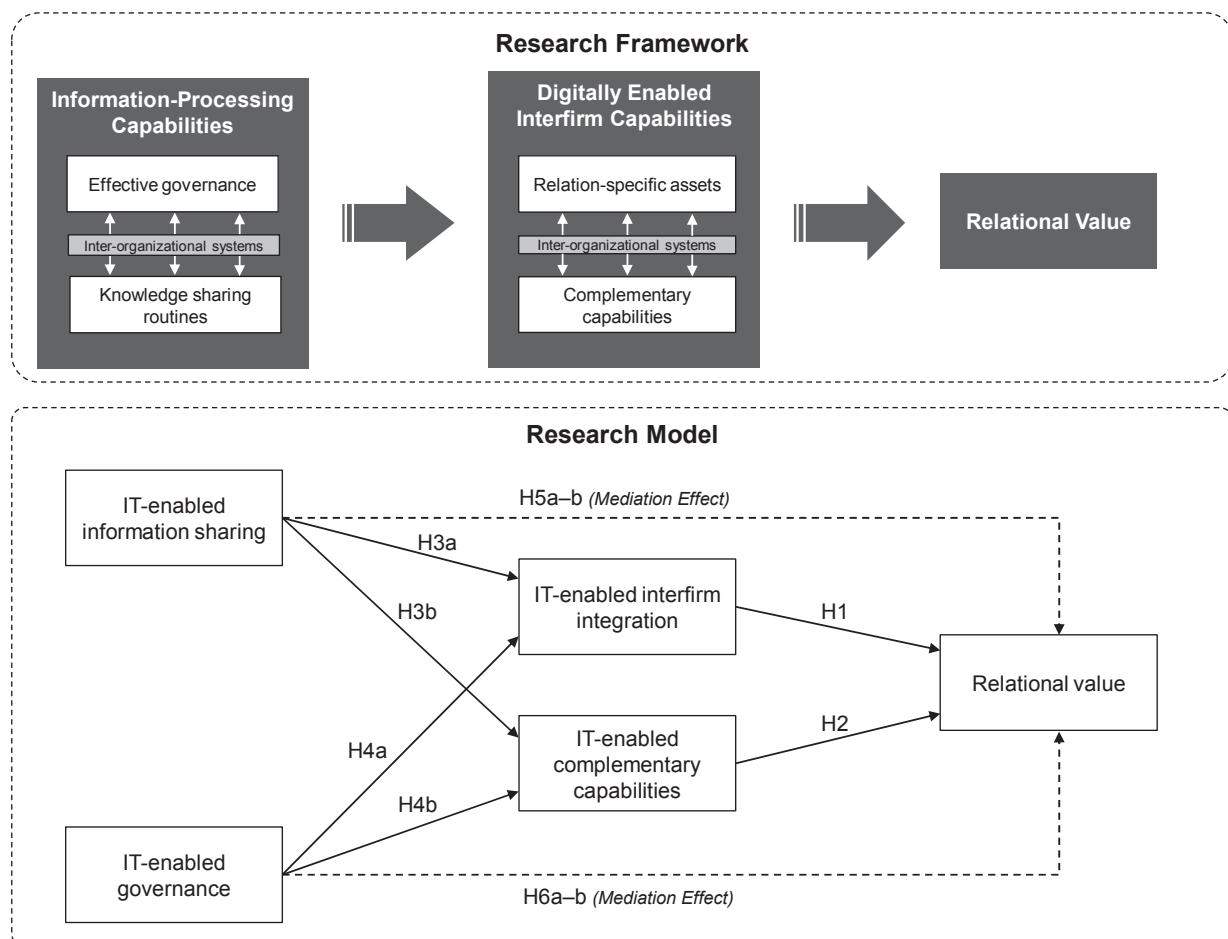 Research Framework
Information-Processing
Capabilities
Effective governance
Inter-organizational systems
Knowledge sharing
routines
Digitally Enabled
Interfirm Capabilities
Relation-specific assets
Inter-organizational systems
Complementary
capabilities
Relational Value
Research Model
IT-enabled
information sharing
H5a–b (Mediation Effect)
H3a
H3b
IT-enabled interfirm
integration
H1
Relational value
H4a
IT-enabled
complementary
capabilities
H2
H4b
IT-enabled
governance
H6a–b (Mediation Effect)